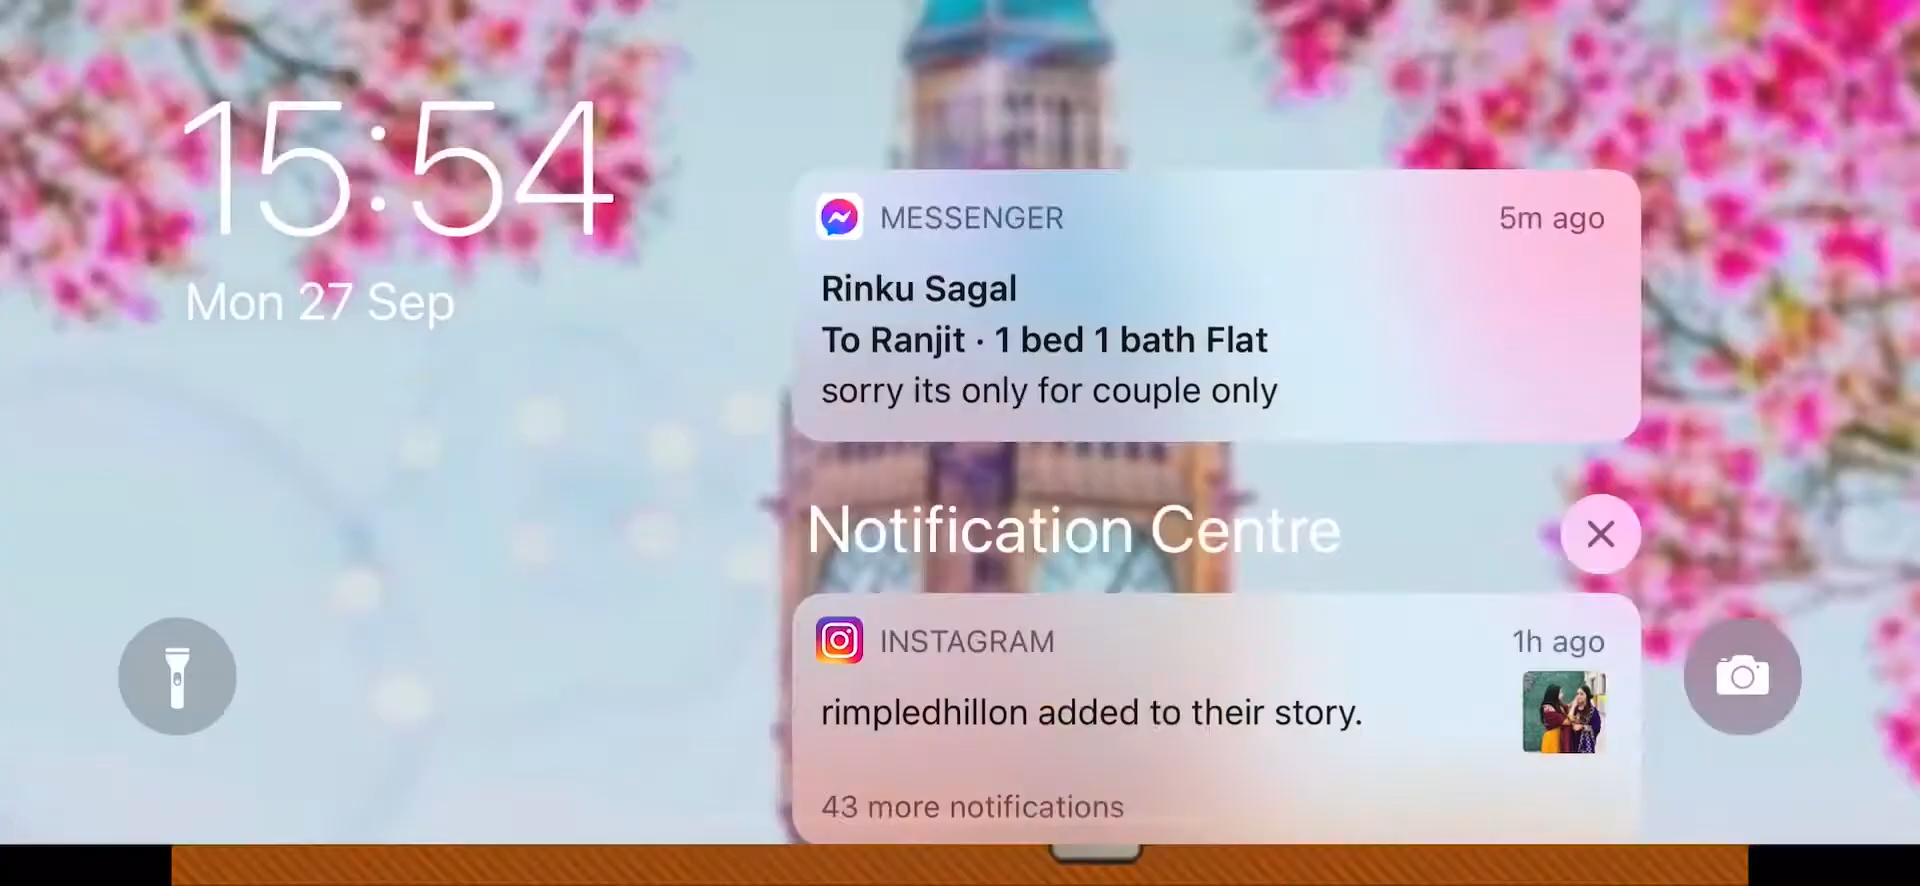 15:54
Mon 27 Sep
MESSENGER
5m ago
Rinku Sagal
To Ranjit · 1 bed 1 bath Flat
sorry its only for couple only
Notification Centre
INSTAGRAM
1h ago
rimpledhillon added to their story.
43 more notifications